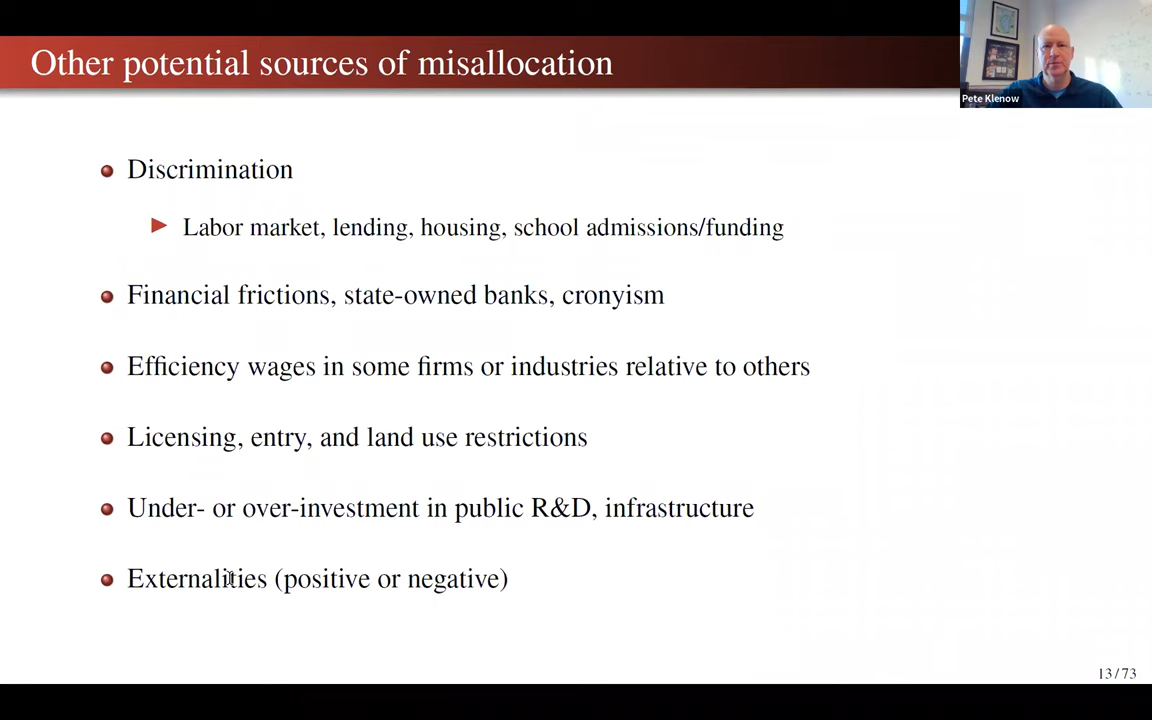 Other potential sources of misallocation
Pete Klenow
Discrimination
Labor market, lending, housing, school admissions/funding
Financial frictions, state-owned banks, cronyism
Efficiency wages in some firms or industries relative to others
Licensing, entry, and land use restrictions
Under- or over-investment in public R&D, infrastructure
Externalities (positive or negative)
13/73